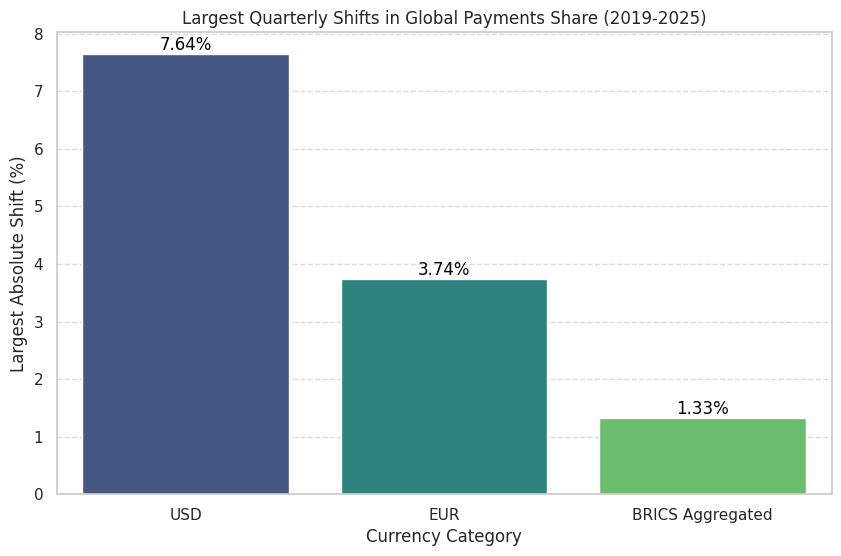 Largest Quarterly Shifts in Global Payments Share (2019-2025)
Largest Absolute Shift (%)
8
7
6
5
4
3
2
1
0
7.64%
3.74%
1.33%
USD
EUR
BRICS Aggregated
Currency Category